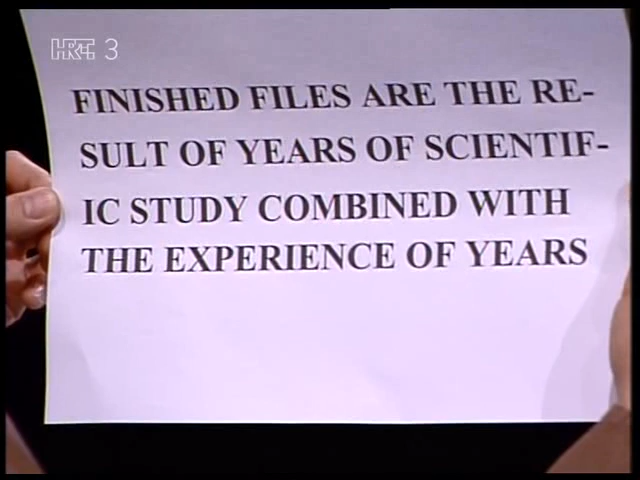 HRT 3
FINISHED FILES ARE THE RE-
SULT OF YEARS OF SCIENTIF-
IC STUDY COMBINED WITH
THE EXPERIENCE OF YEARS